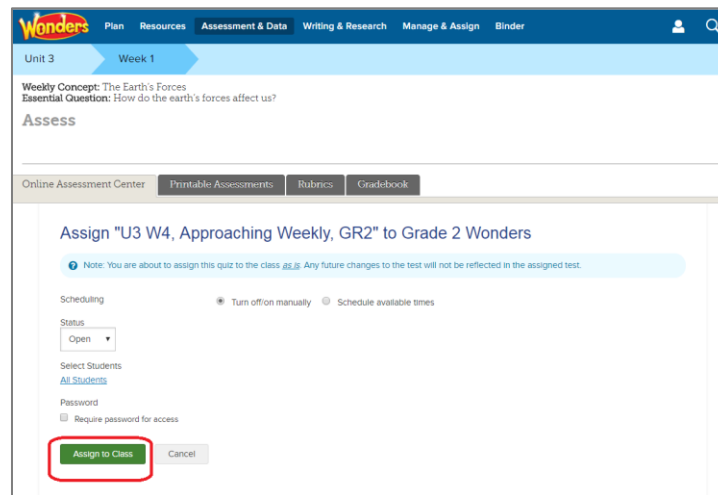 Wonders Plan Resources Assessment & Data Writing & Research Manage & Assign Binder
Unit 3 Week 1
Weekly Concept: The Earth's Forces
Essential Question: How do the earth's forces affect us?
Assess
Online Assessment Center Printable Assessments Rubrics Gradebook
Assign "U3 W4, Approaching Weekly, GR2" to Grade 2 Wonders
? Note: You are about to assign this quiz to the class as is. Any future changes to the test will not be reflected in the assigned test.
Scheduling Turn off/on manually Schedule available times
Status
Open
Select Students
All Students
Password
Require password for access
Assign to Class Cancel